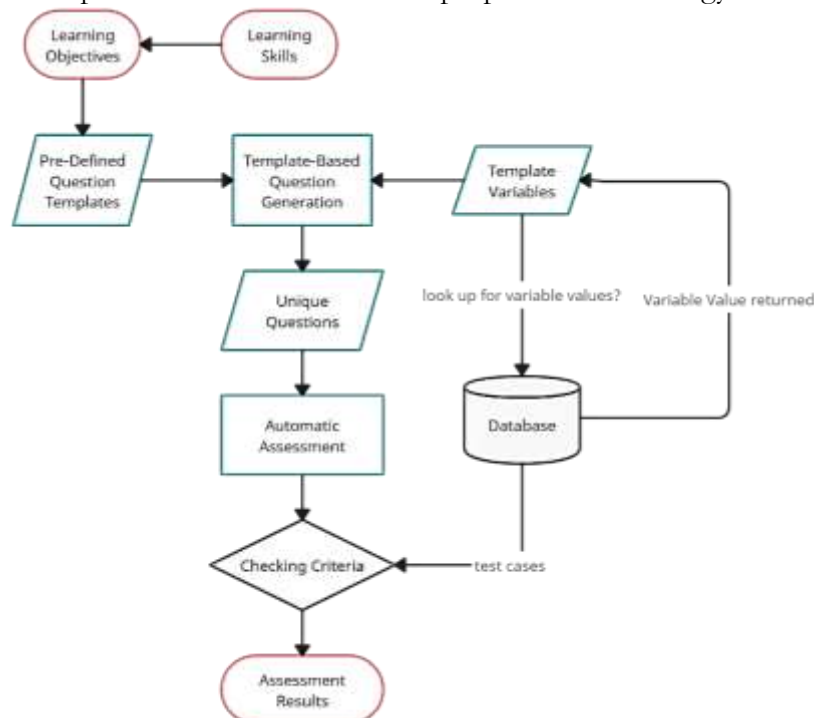 Learning
Objectives
Learning
Skills
Pre-Defined
Question
Templates
Template-Based
Question
Generation
Template
Variables
Unique
Questions
look up for variable values?
Variable Value returned
Automatic
Assessment
Database
Checking Criteria
test cases
Assessment
Results